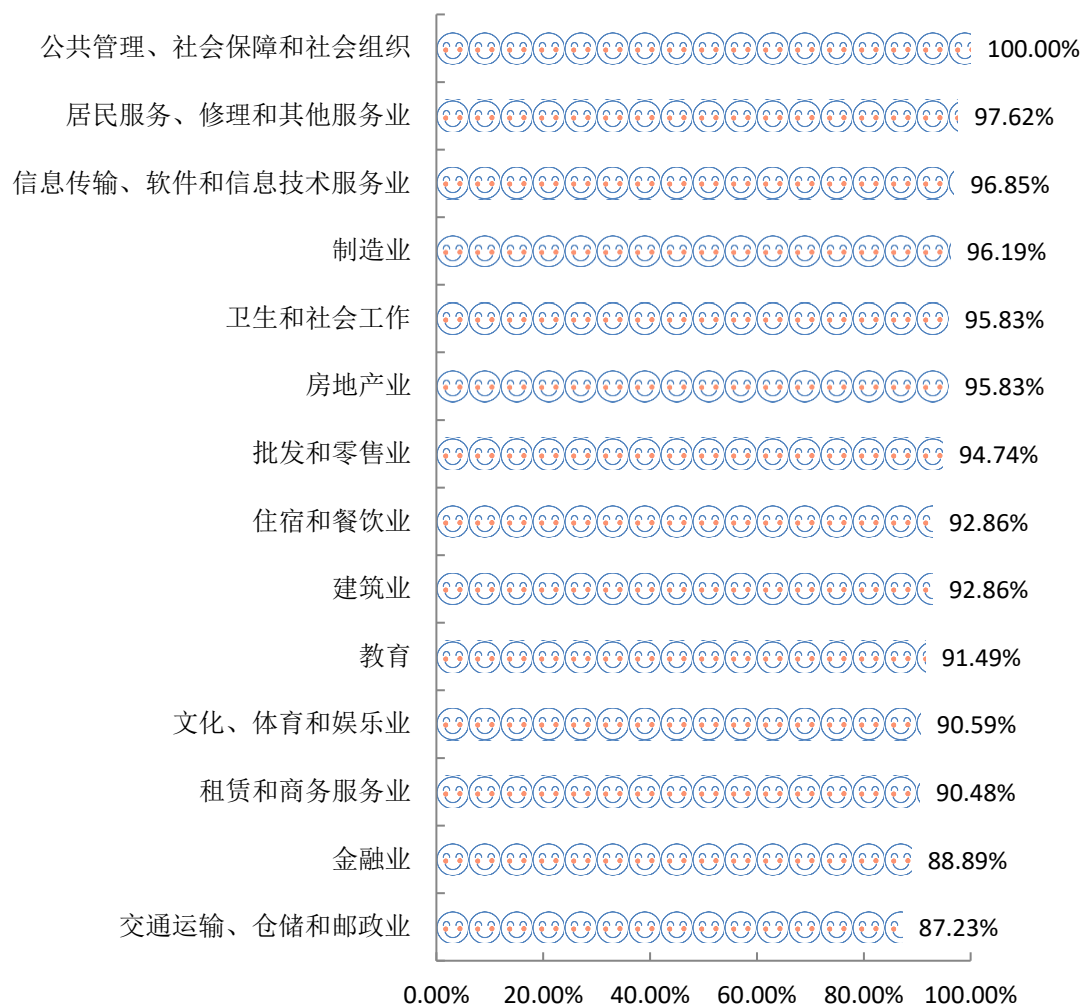 公共管理、社会保障和社会组织 100.00%
居民服务、修理和其他服务业 97.62%
信息传输、软件和信息技术服务业 96.85%
制造业 96.19%
卫生和社会工作 95.83%
房地产业 95.83%
批发和零售业 94.74%
住宿和餐饮业 92.86%
建筑业 92.86%
教育 91.49%
文化、体育和娱乐业 90.59%
租赁和商务服务业 90.48%
金融业 88.89%
交通运输、仓储和邮政业 87.23%
0.00% 20.00% 40.00% 60.00% 80.00% 100.00%